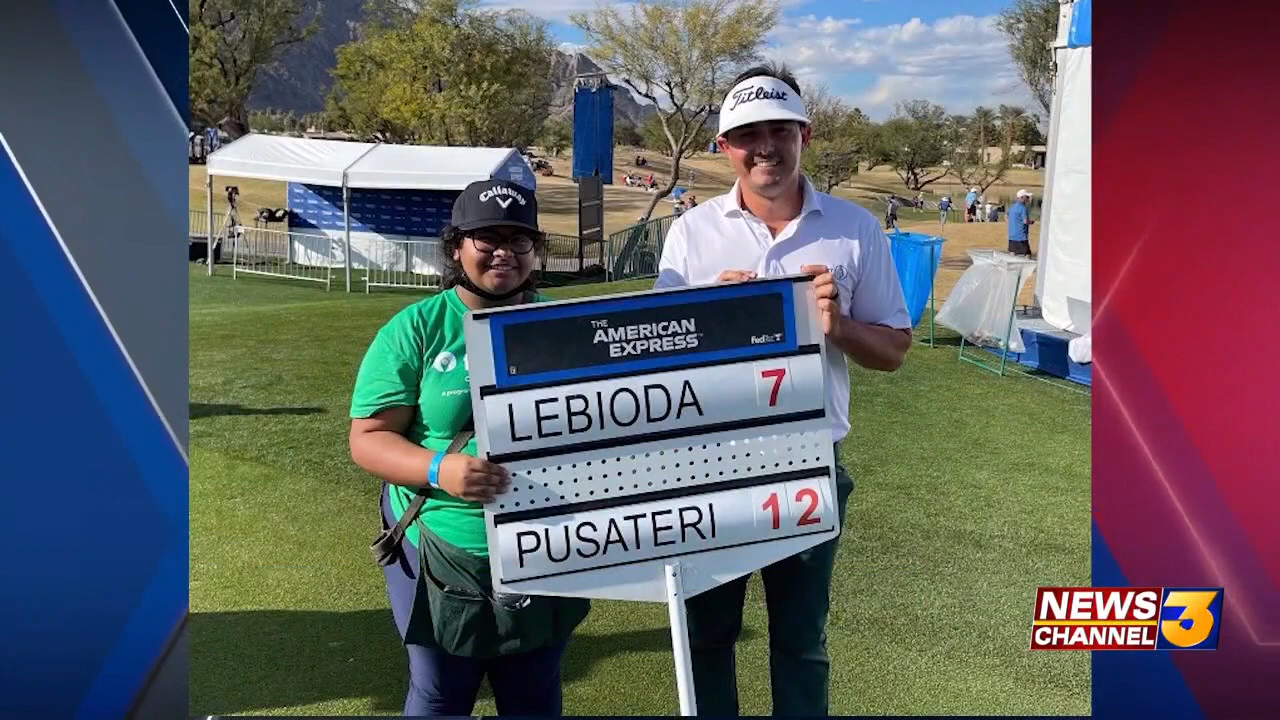 Titleist
Callaway
THE
AMERICAN
EXPRESS
FedEx
LEBIODA 7
PUSATERI 12
NEWS
CHANNEL 3